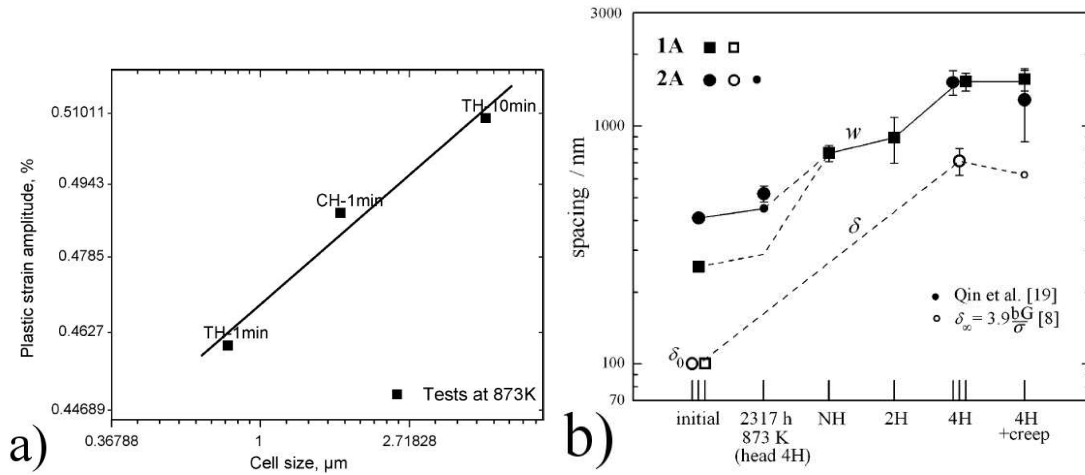 a)
Plastic strain amplitude, %
0.51011
0.4943
0.4785
0.4627
0.44689
TH-10min
CH-1min
TH-1min
Tests at 873K
0.36788
1
2.71828
Cell size, µm
b)
spacing / nm
3000
1000
100
70
1A
2A
w
δ
δ0
Qin et al. [19]
δ∞ = 3.9 bG/σ [8]
initial
2317 h
873 K
(head 4H)
NH
2H
4H
4H
+creep